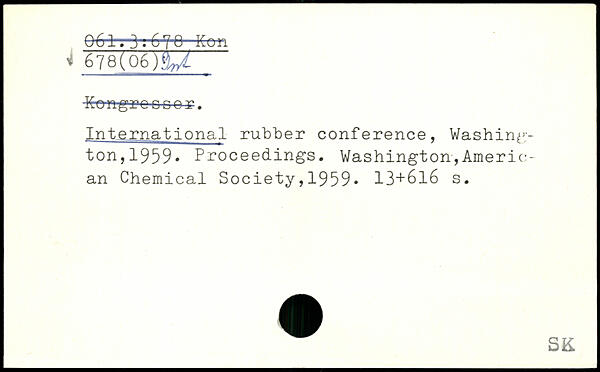 061.3:678 Kon
678(06) Int
Kongresser.
International rubber conference, Washing-
ton,1959. Proceedings. Washington,Americ-
an Chemical Society,1959. 13+616 s.
SK